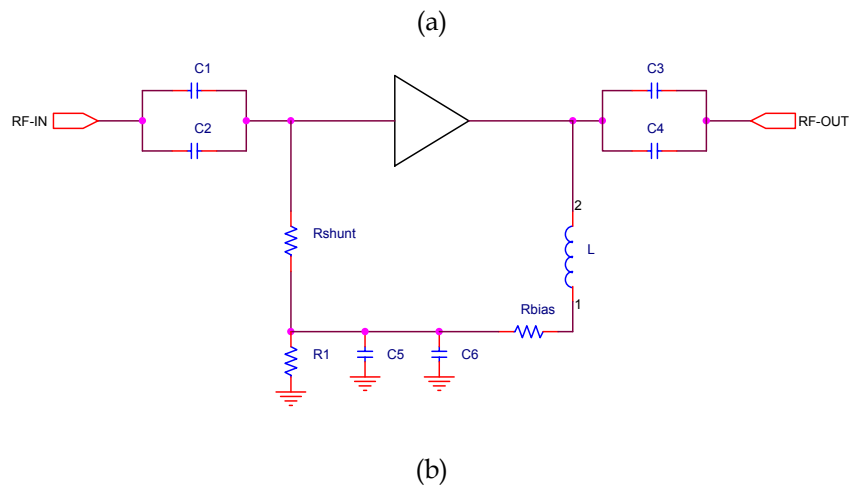 (a)
C1
C3
RF-IN
RF-OUT
C2
C4
2
Rshunt
L
Rbias
1
R1
C5
C6
(b)